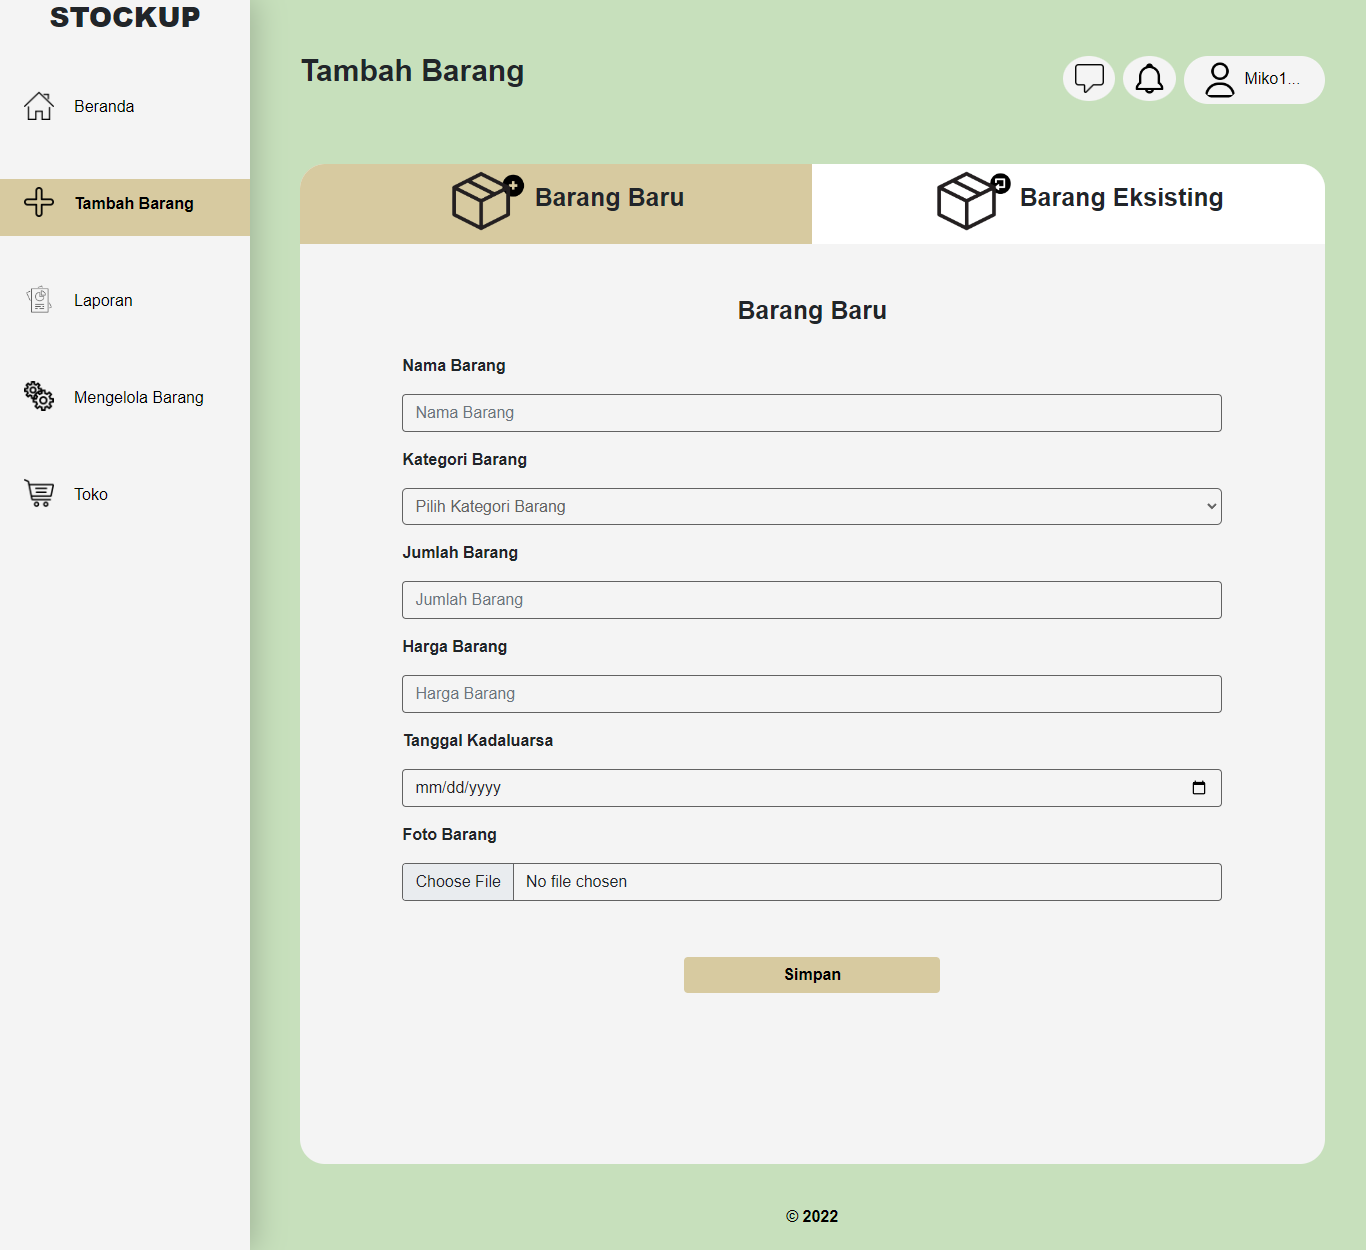 STOCKUP
Beranda
Tambah Barang
Laporan
Mengelola Barang
Toko
Tambah Barang
Miko1...
Barang Baru
Barang Eksisting
Barang Baru
Nama Barang
Nama Barang
Kategori Barang
Pilih Kategori Barang
Jumlah Barang
Jumlah Barang
Harga Barang
Harga Barang
Tanggal Kadaluarsa
mm/dd/yyyy
Foto Barang
Choose File No file chosen
Simpan
© 2022